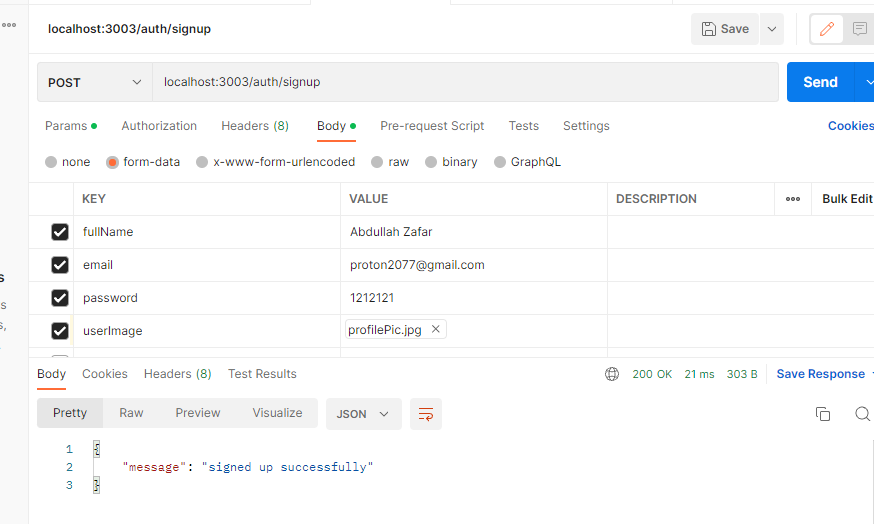 localhost:3003/auth/signup
Save
POST localhost:3003/auth/signup Send
Params Authorization Headers (8) Body Pre-request Script Tests Settings Cookies
none form-data x-www-form-urlencoded raw binary GraphQL
KEY VALUE DESCRIPTION Bulk Edit
fullName Abdullah Zafar
email proton2077@gmail.com
password 1212121
userImage profilePic.jpg
Body Cookies Headers (8) Test Results 200 OK 21 ms 303 B Save Response
Pretty Raw Preview Visualize JSON
1 {
2 "message": "signed up successfully"
3 }